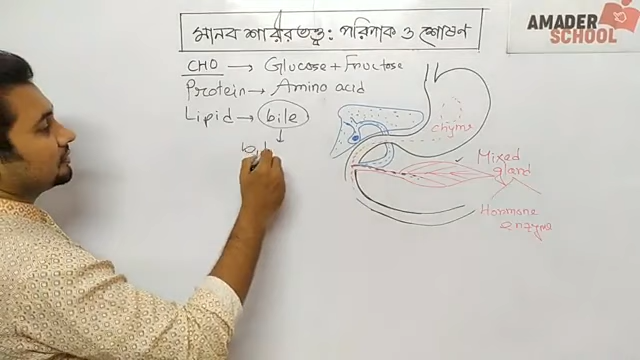 মানব শারীরতত্ত্ব: পরিপাক ও শোষণ
AMADER
SCHOOL
CHO → Glucose + Fructose
Protein → Amino acid
Lipid → bile
bil
chyme
Mixed
gland
Hormone
enzyme